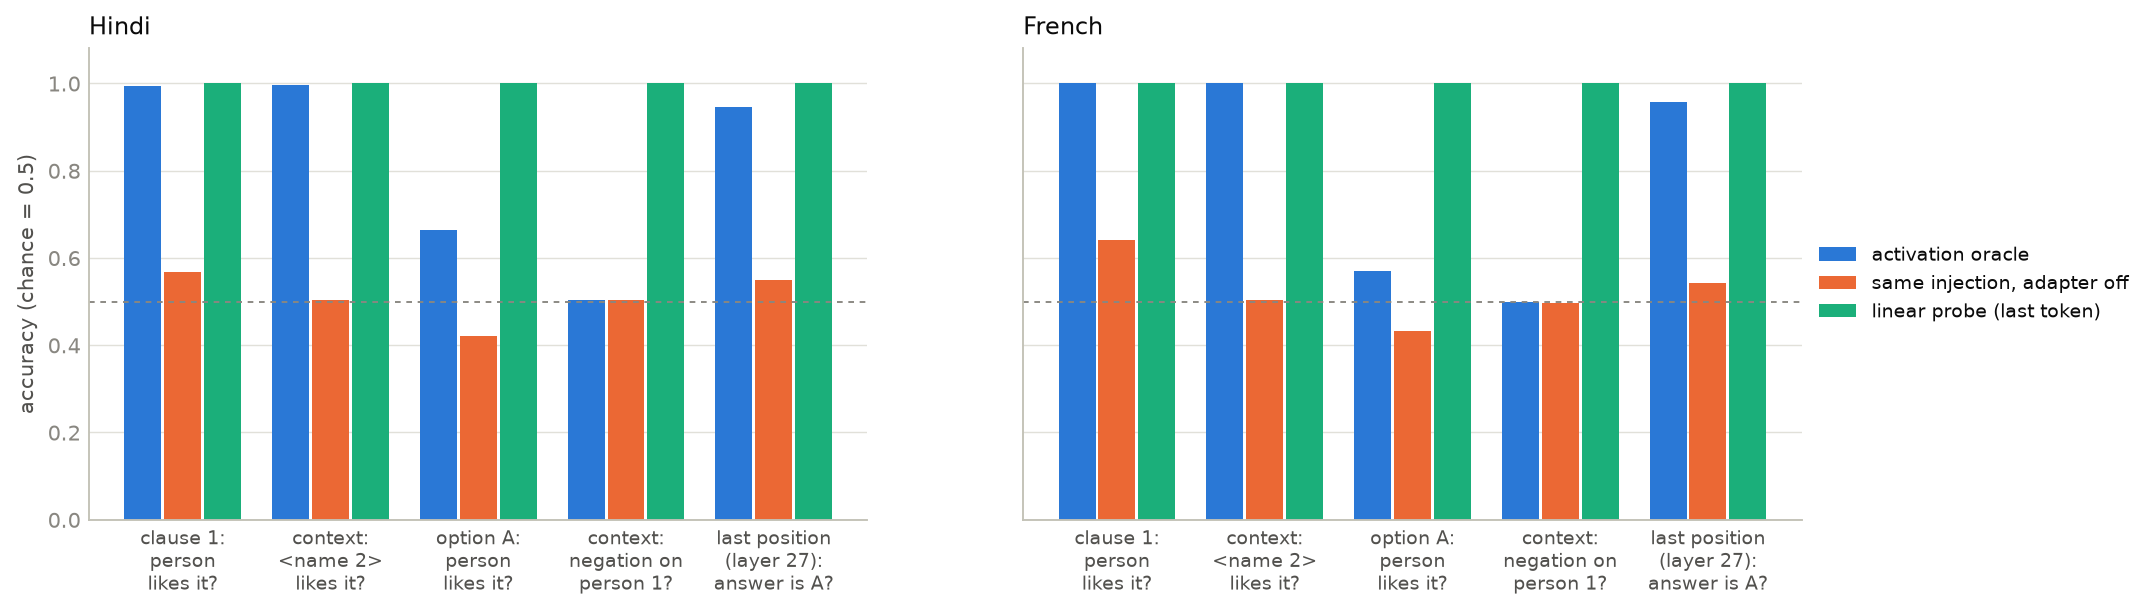 Hindi
French
accuracy (chance = 0.5)
1.0
0.8
0.6
0.4
0.2
0.0
clause 1:
person
likes it?
context:
<name 2>
likes it?
option A:
person
likes it?
context:
negation on
person 1?
last position
(layer 27):
answer is A?
clause 1:
person
likes it?
context:
<name 2>
likes it?
option A:
person
likes it?
context:
negation on
person 1?
last position
(layer 27):
answer is A?
activation oracle
same injection, adapter off
linear probe (last token)